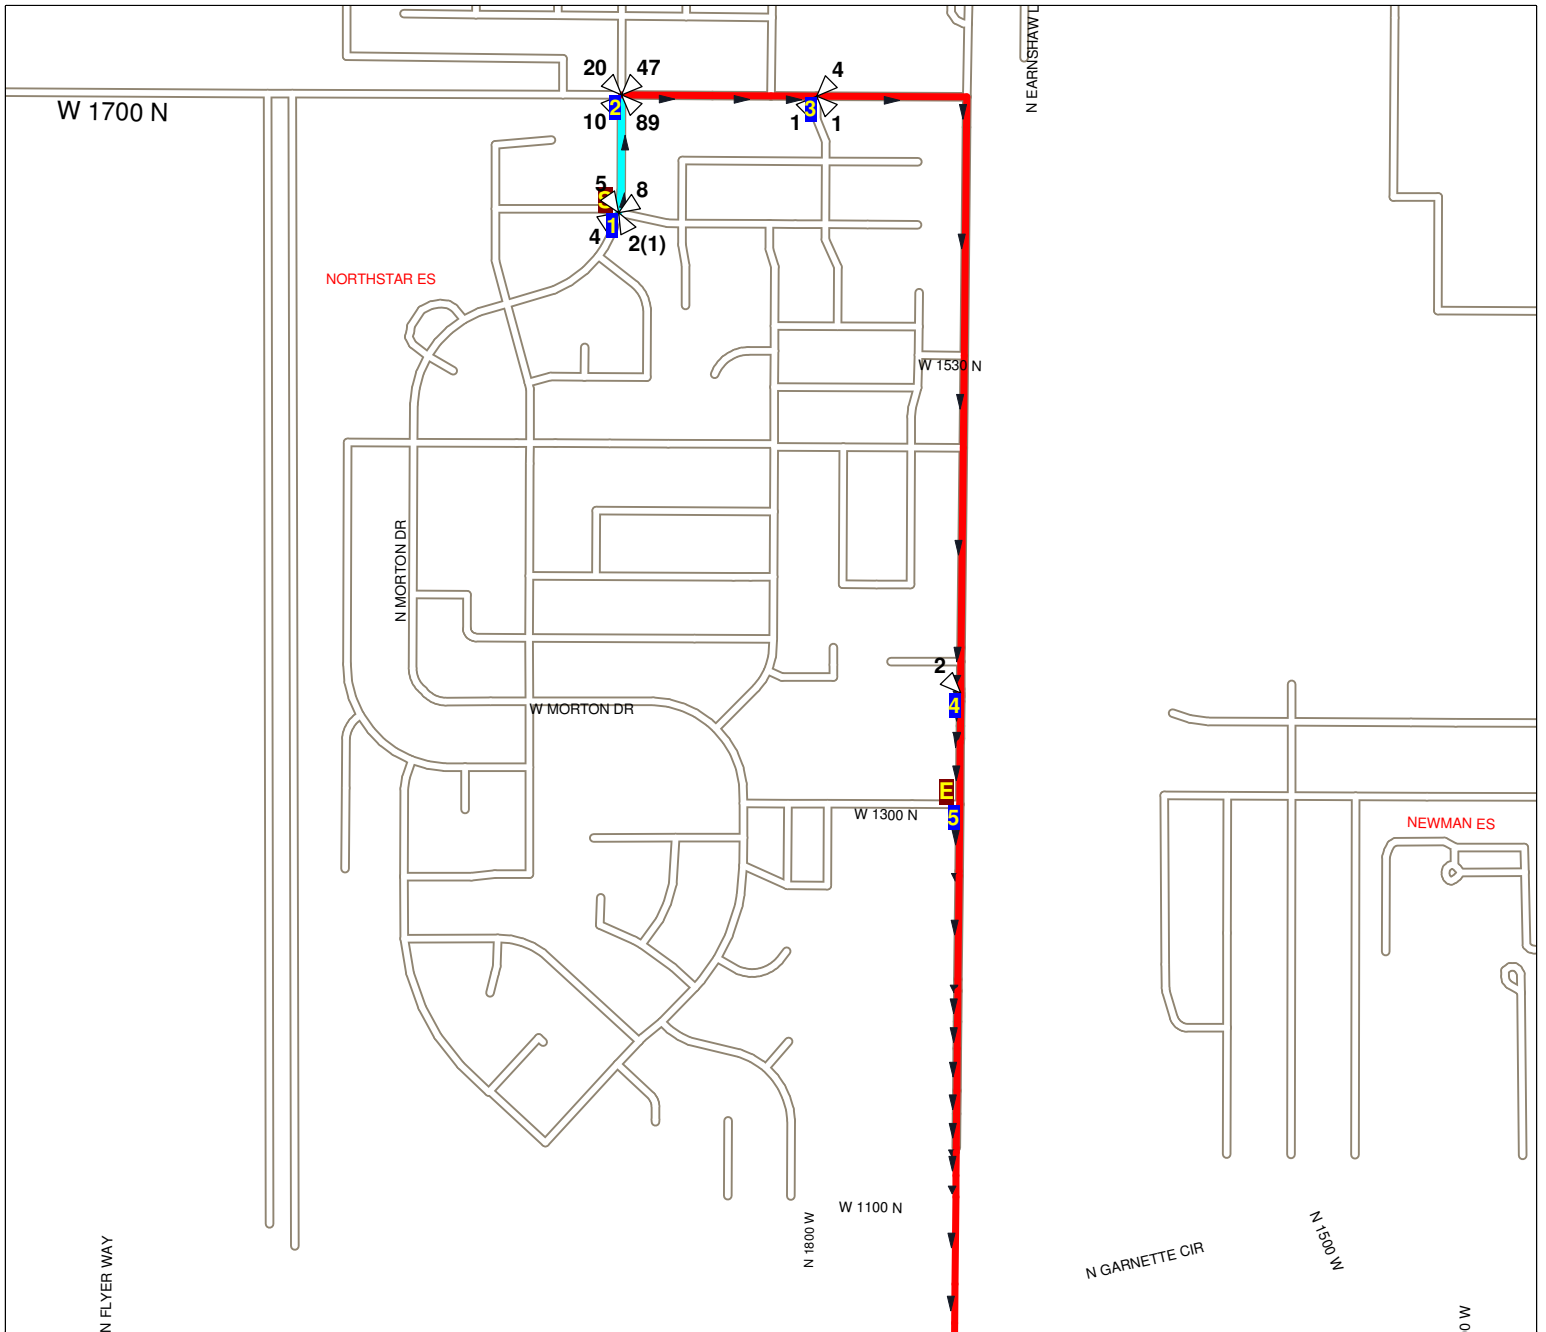 N EARNSHAW
20
47
4
W 1700 N
2
3
10
89
1
1
5
S
8
1
4
2(1)
NORTHSTAR ES
W 1530 N
N MORTON DR
2
4
W MORTON DR
E
W 1300 N
5
NEWMAN ES
W 1100 N
N 1800 W
N 1500 W
N GARNETTE CIR
N FLYER WAY
0 W